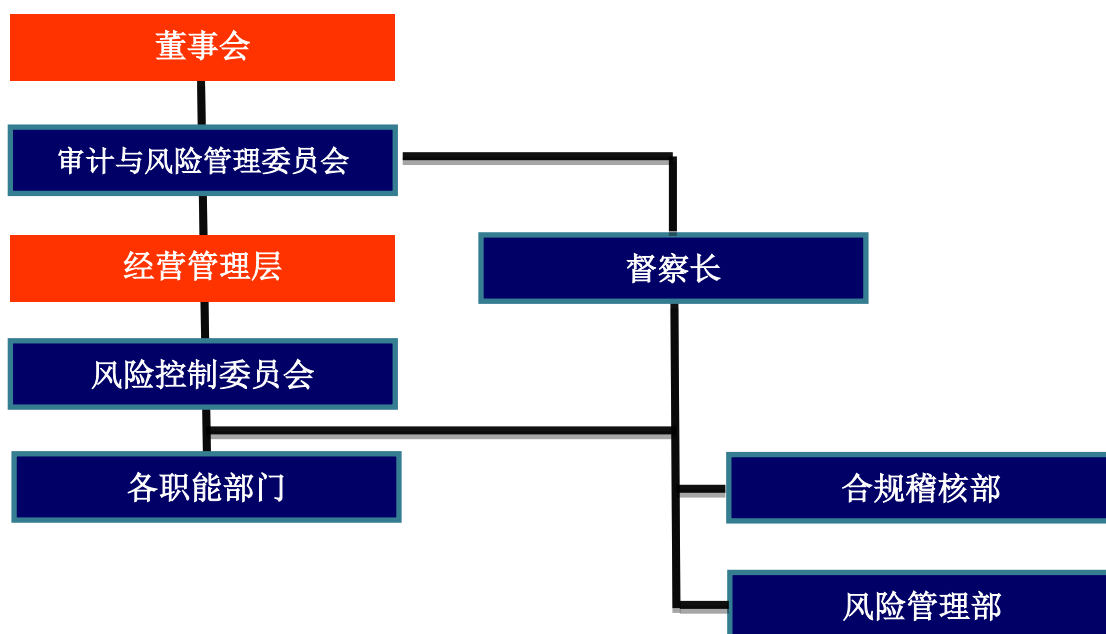 董事会
审计与风险管理委员会
经营管理层
督察长
风险控制委员会
各职能部门
合规稽核部
风险管理部